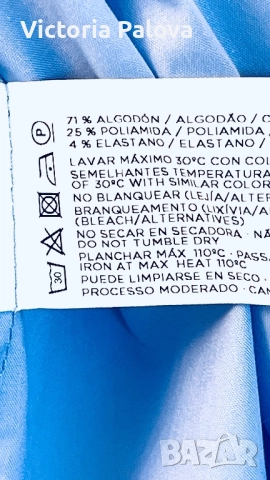 Victoria Palova
71 % ALGODÓN / ALGODÃO / C
25 % POLIAMIDA / POLIAMIDA
4 % ELASTANO / ELASTANO /
LAVAR MÁXIMO 30ºC CON COL
SEMELHANTES TEMPERATURA
OF 30ºC WITH SIMILAR COLOR
NO BLANQUEAR (LEJÍA/ALTER
BRANQUEAMENTO (LIXÍVIA/A
(BLEACH/ALTERNATIVES)
NO SECAR EN SECADORA · NÃ
DO NOT TUMBLE DRY
PLANCHAR MÁX 110ºC · PASSA
IRON AT MAX HEAT 110ºC
PUEDE LIMPIARSE EN SECO ·
PROCESO MODERADO · CAN
P
30
BAZAR